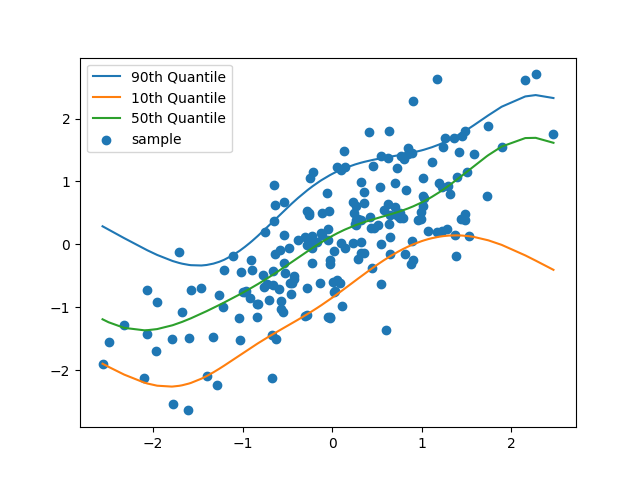 90th Quantile
10th Quantile
50th Quantile
sample
2
1
0
−1
−2
−2 −1 0 1 2